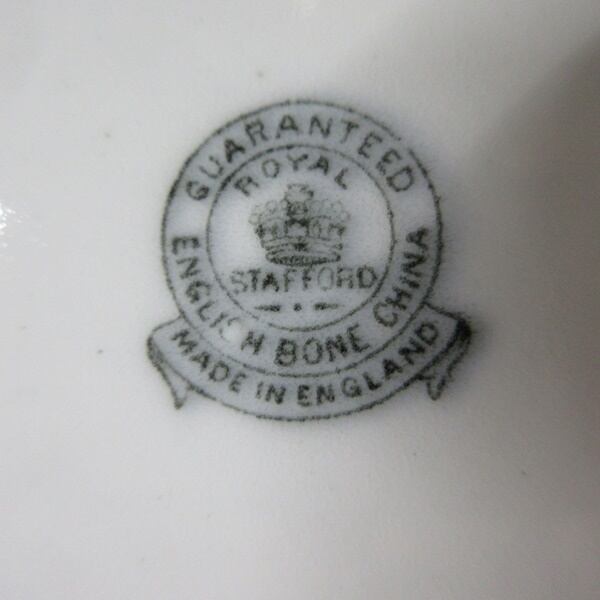 GUARANTEED
ROYAL
STAFFORD
ENGLISH BONE CHINA
MADE IN ENGLAND